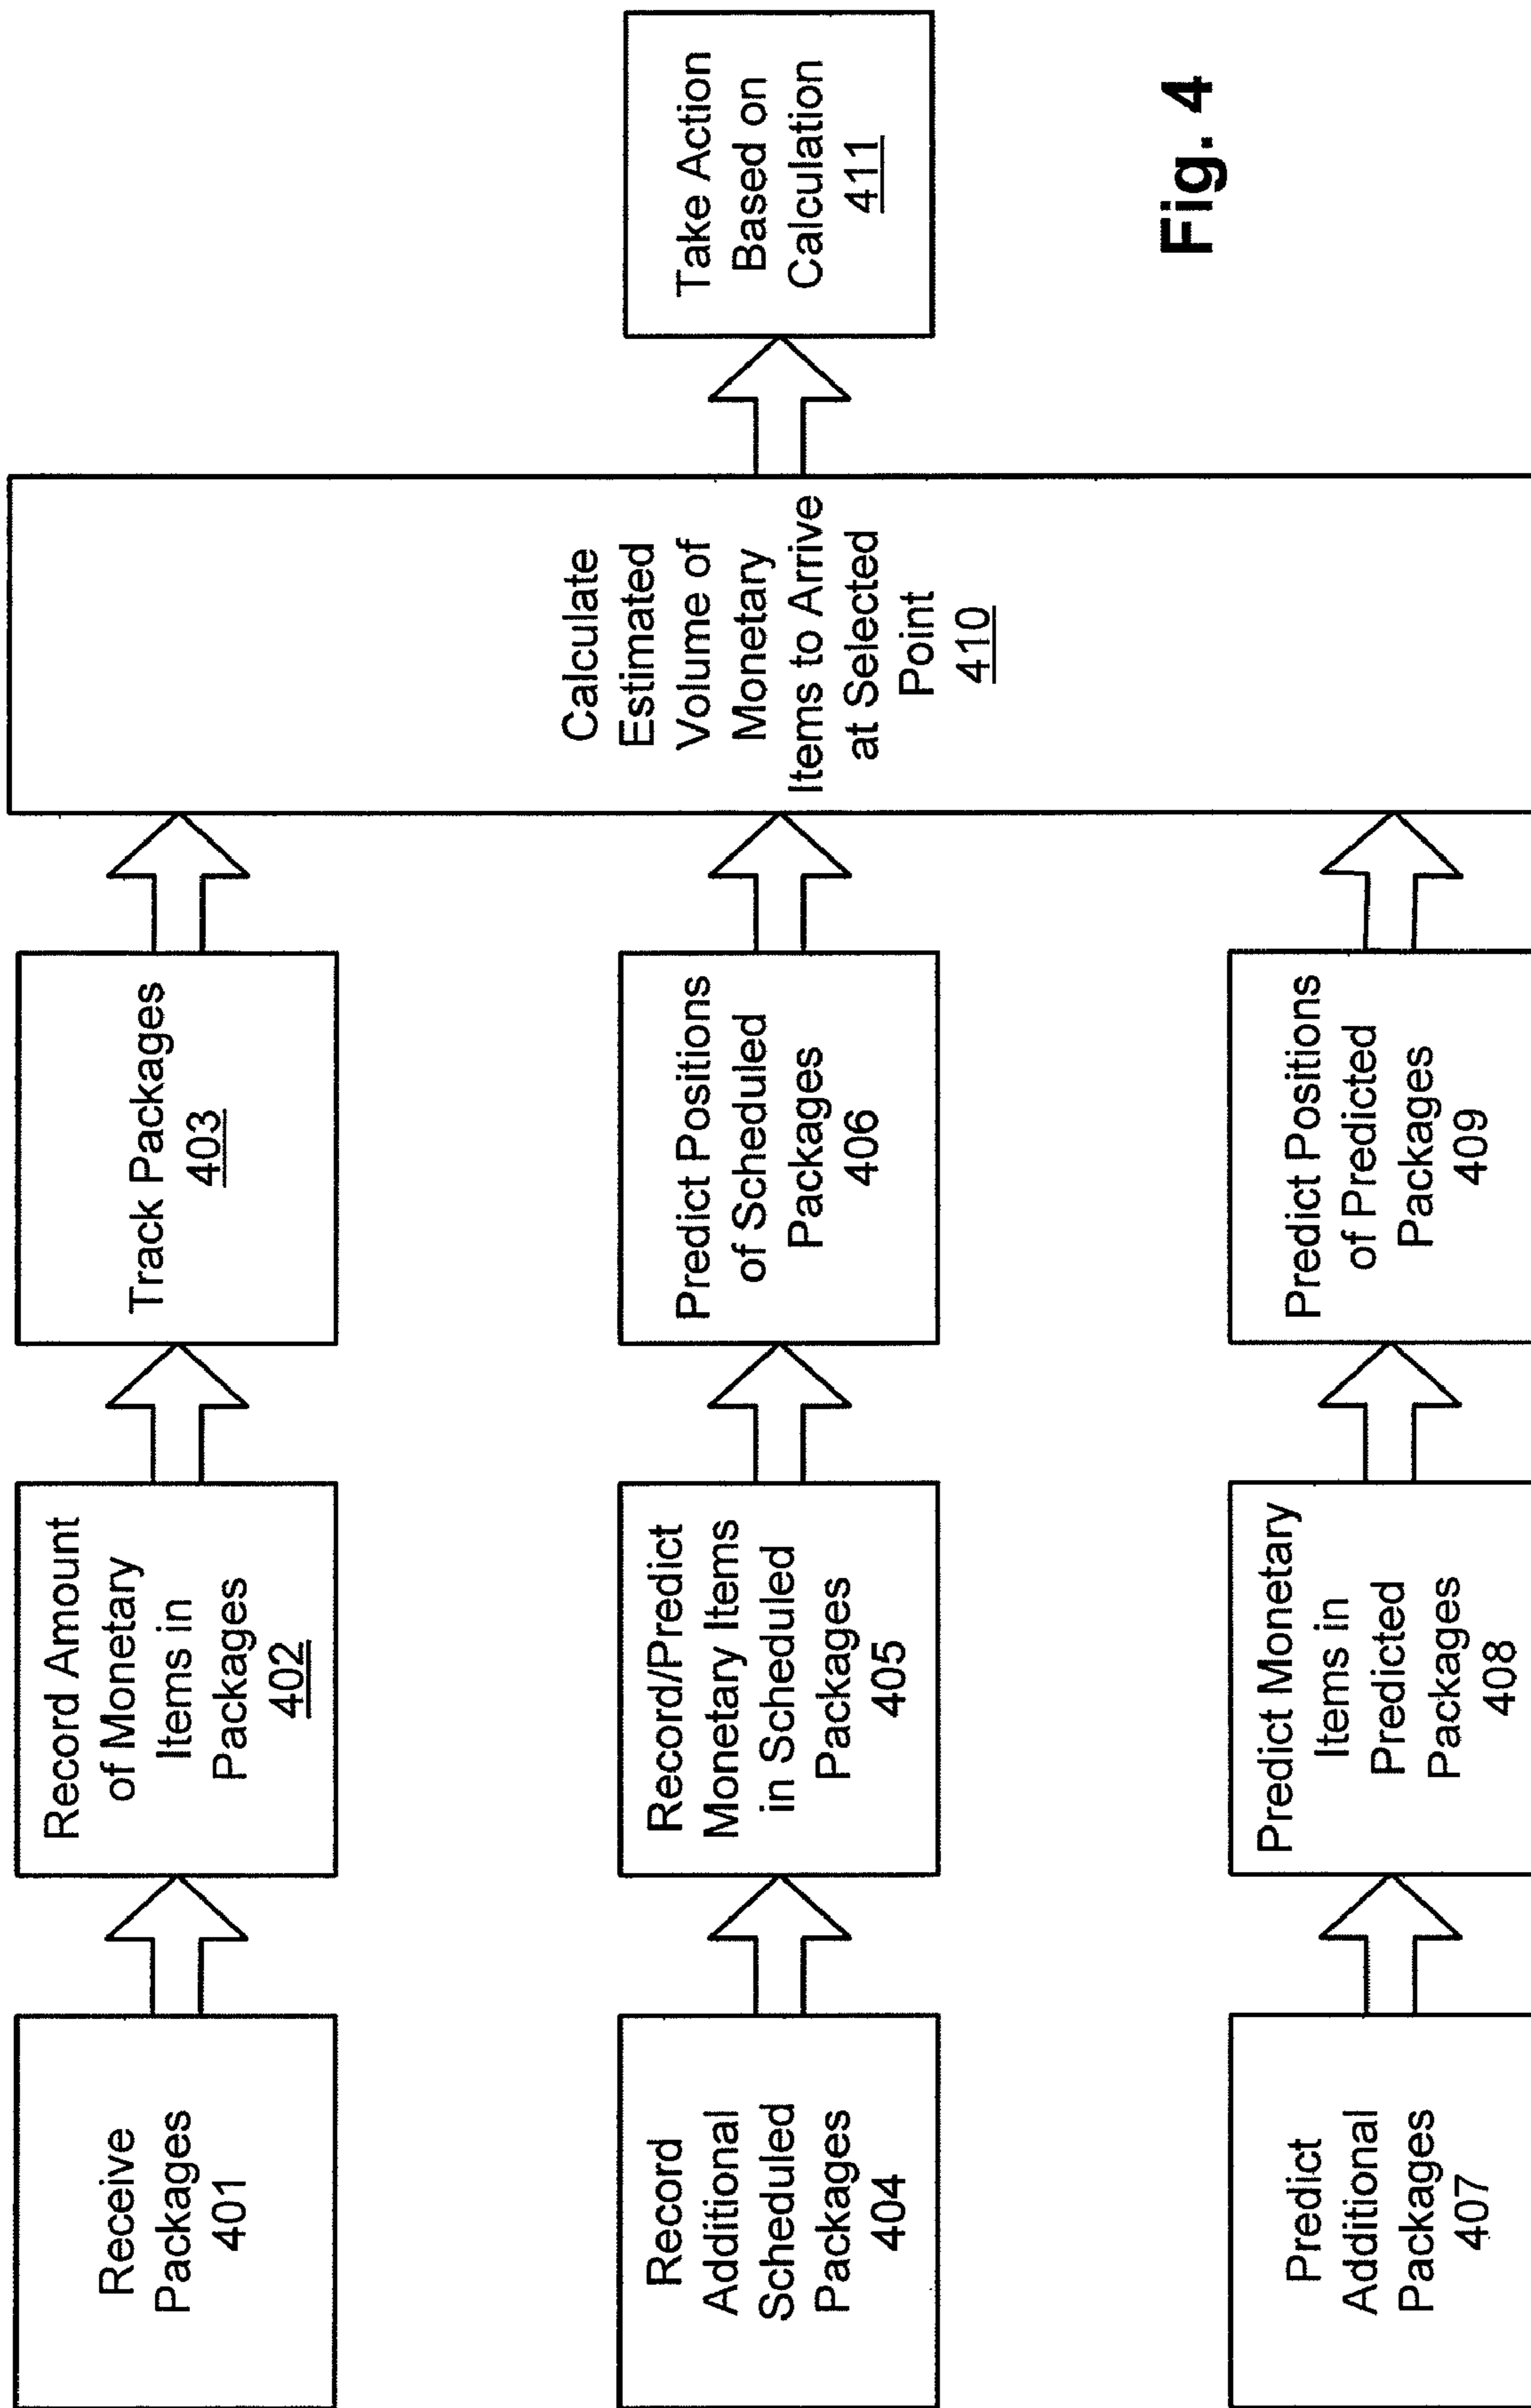 Receive
Packages
401
Record Amount
of Monetary
Items in
Packages
402
Track Packages
403
Record
Additional
Scheduled
Packages
404
Record/Predict
Monetary Items
in Scheduled
Packages
405
Predict Positions
of Scheduled
Packages
406
Predict
Additional
Packages
407
Predict Monetary
Items in
Predicted
Packages
408
Predict Positions
of Predicted
Packages
409
Calculate
Estimated
Volume of
Monetary
Items to Arrive
at Selected
Point
410
Take Action
Based on
Calculation
411
Fig. 4